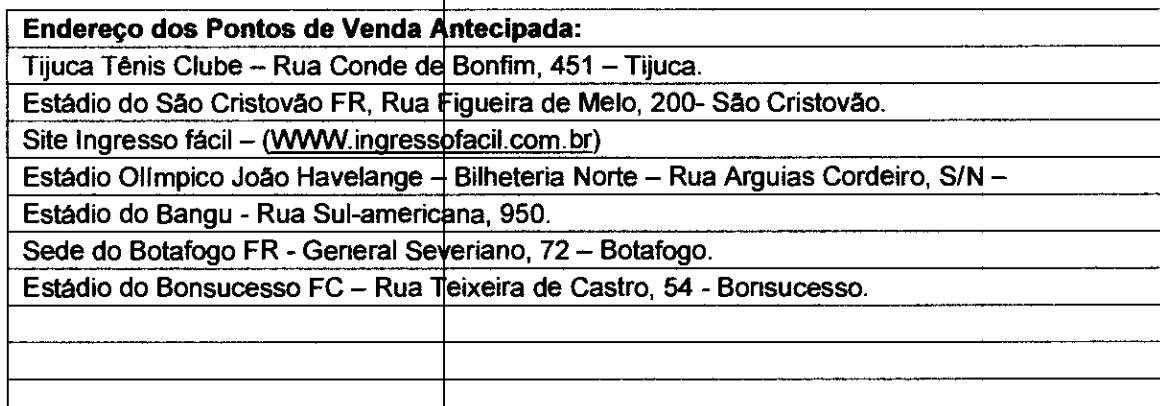 Endereço dos Pontos de Venda Antecipada:
Tijuca Tênis Clube – Rua Conde de Bonfim, 451 – Tijuca.
Estádio do São Cristovão FR, Rua Figueira de Melo, 200- São Cristovão.
Site Ingresso fácil – (WWW.ingressofacil.com.br)
Estádio Olímpico João Havelange – Bilheteria Norte – Rua Arguias Cordeiro, S/N –
Estádio do Bangu - Rua Sul-americana, 950.
Sede do Botafogo FR - General Severiano, 72 – Botafogo.
Estádio do Bonsucesso FC – Rua Teixeira de Castro, 54 - Bonsucesso.